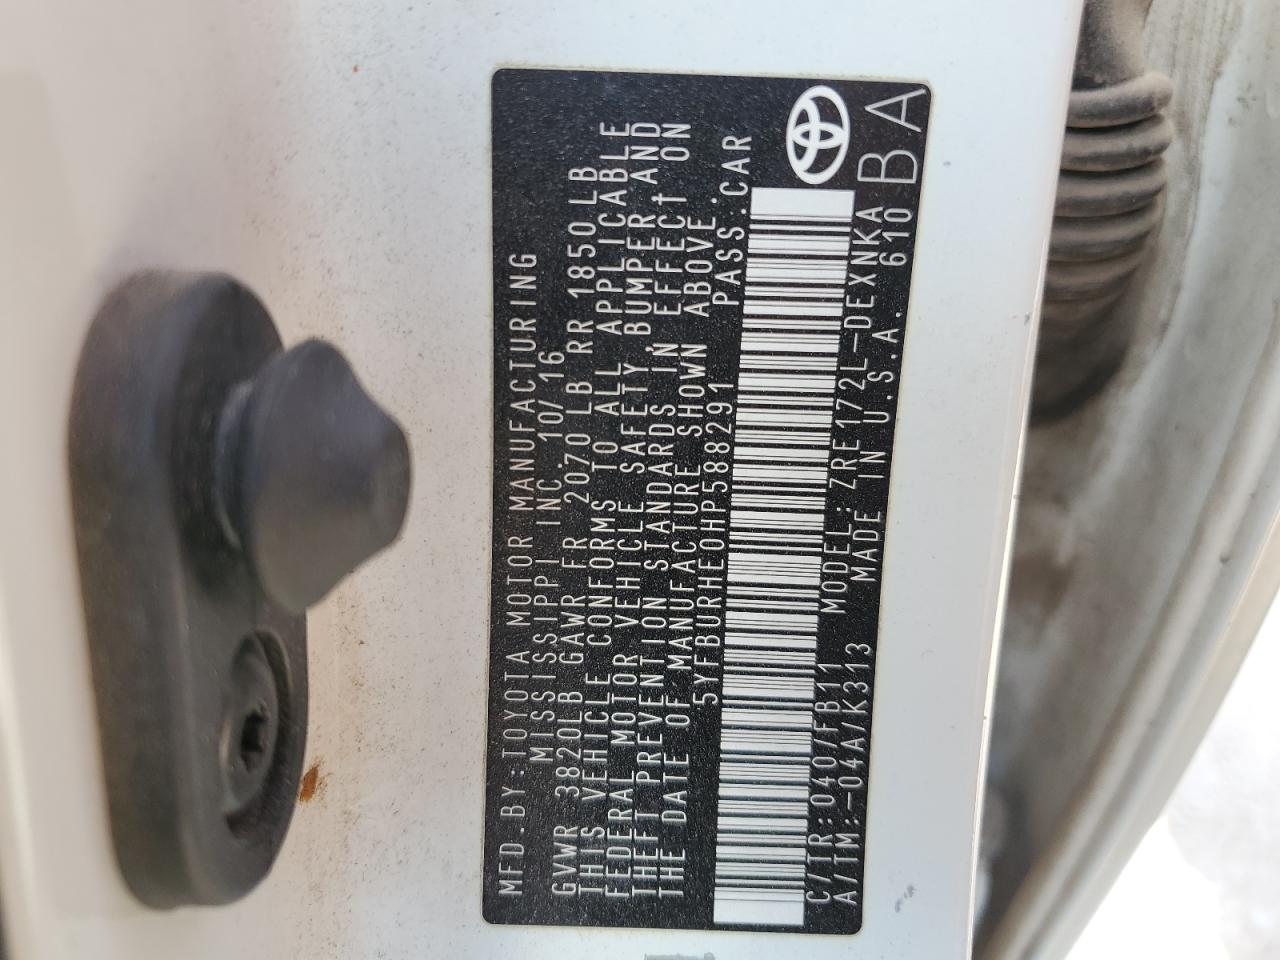 MFD.BY:TOYOTA MOTOR MANUFACTURING
MISSISSIPPI INC. 10/16
GVWR 3820LB GAWR FR 2070 LB RR 1850LB
THIS VEHICLE CONFORMS TO ALL APPLICABLE
FEDERAL MOTOR VEHICLE SAFETY, BUMPER AND
THEFT PREVENTION STANDARDS IN EFFECT ON
THE DATE OF MANUFACTURE SHOWN ABOVE.
5YFBURHE0HP588291 PASS.CAR
C/TR:040/FB11 MODEL:ZRE172L-DEXNKA
A/TM:-04A/K313 MADE IN U.S.A. 610
BA